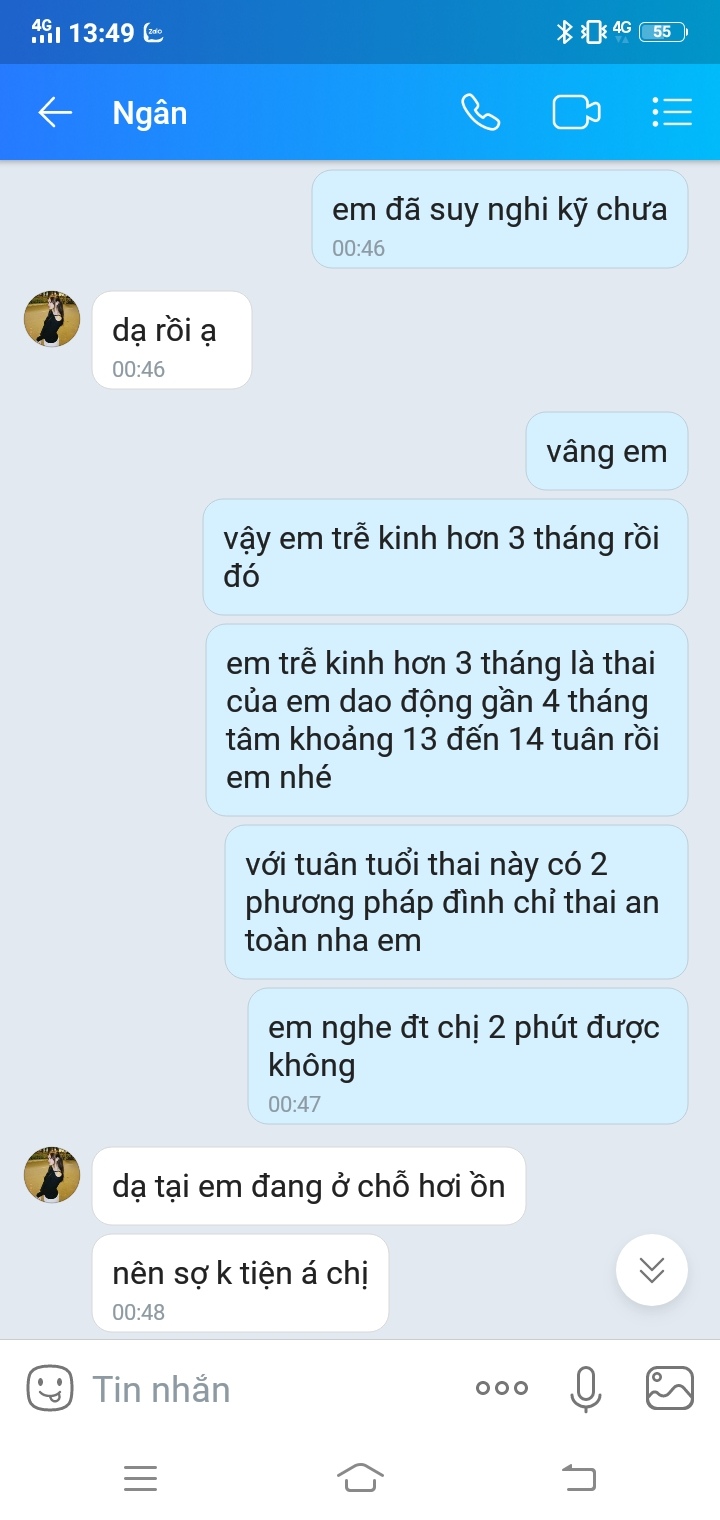 4G 13:49 Zalo 4G 55
Ngân
em đã suy nghi kỹ chưa
00:46
dạ rồi ạ
00:46
vâng em
vậy em trễ kinh hơn 3 tháng rồi
đó
em trễ kinh hơn 3 tháng là thai
của em dao động gần 4 tháng
tâm khoảng 13 đến 14 tuân rồi
em nhé
với tuân tuổi thai này có 2
phương pháp đình chỉ thai an
toàn nha em
em nghe đt chị 2 phút được
không
00:47
dạ tại em đang ở chỗ hơi ồn
nên sợ k tiện á chị
00:48
Tin nhắn